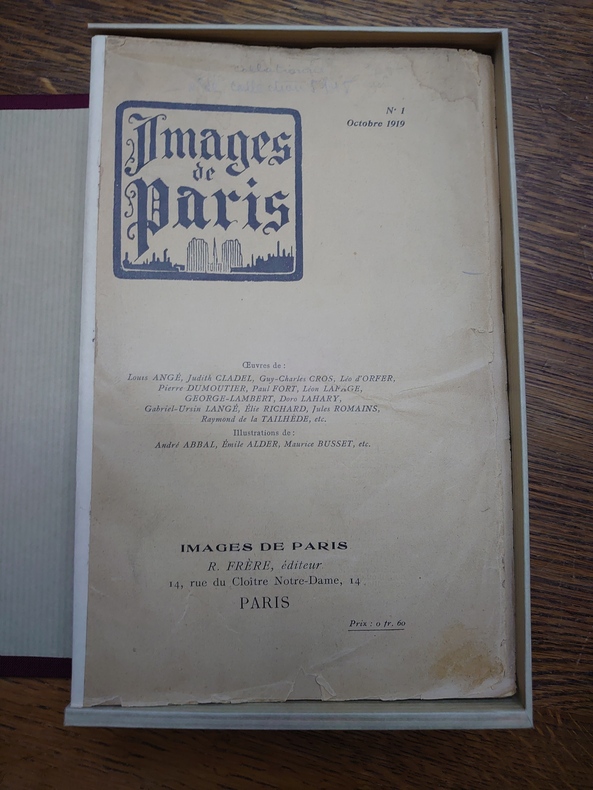 Nº 1
Octobre 1919
Images
de
Paris
Œuvres de :
Louis ANGÉ, Judith CLADEL, Guy-Charles CROS, Léo d'ORFER,
Pierre DUMOUTIER, Paul FORT, Léon LAFAGE,
GEORGE-LAMBERT, Doro LAHARY,
Gabriel-Ursin LANGÉ, Élie RICHARD, Jules ROMAINS,
Raymond de la TAILHÈDE, etc.
Illustrations de :
André ABBAL, Émile ALDER, Maurice BUSSET, etc.
IMAGES DE PARIS
R. FRÈRE, éditeur
14, rue du Cloître Notre-Dame, 14
PARIS
Prix : 0 fr. 60